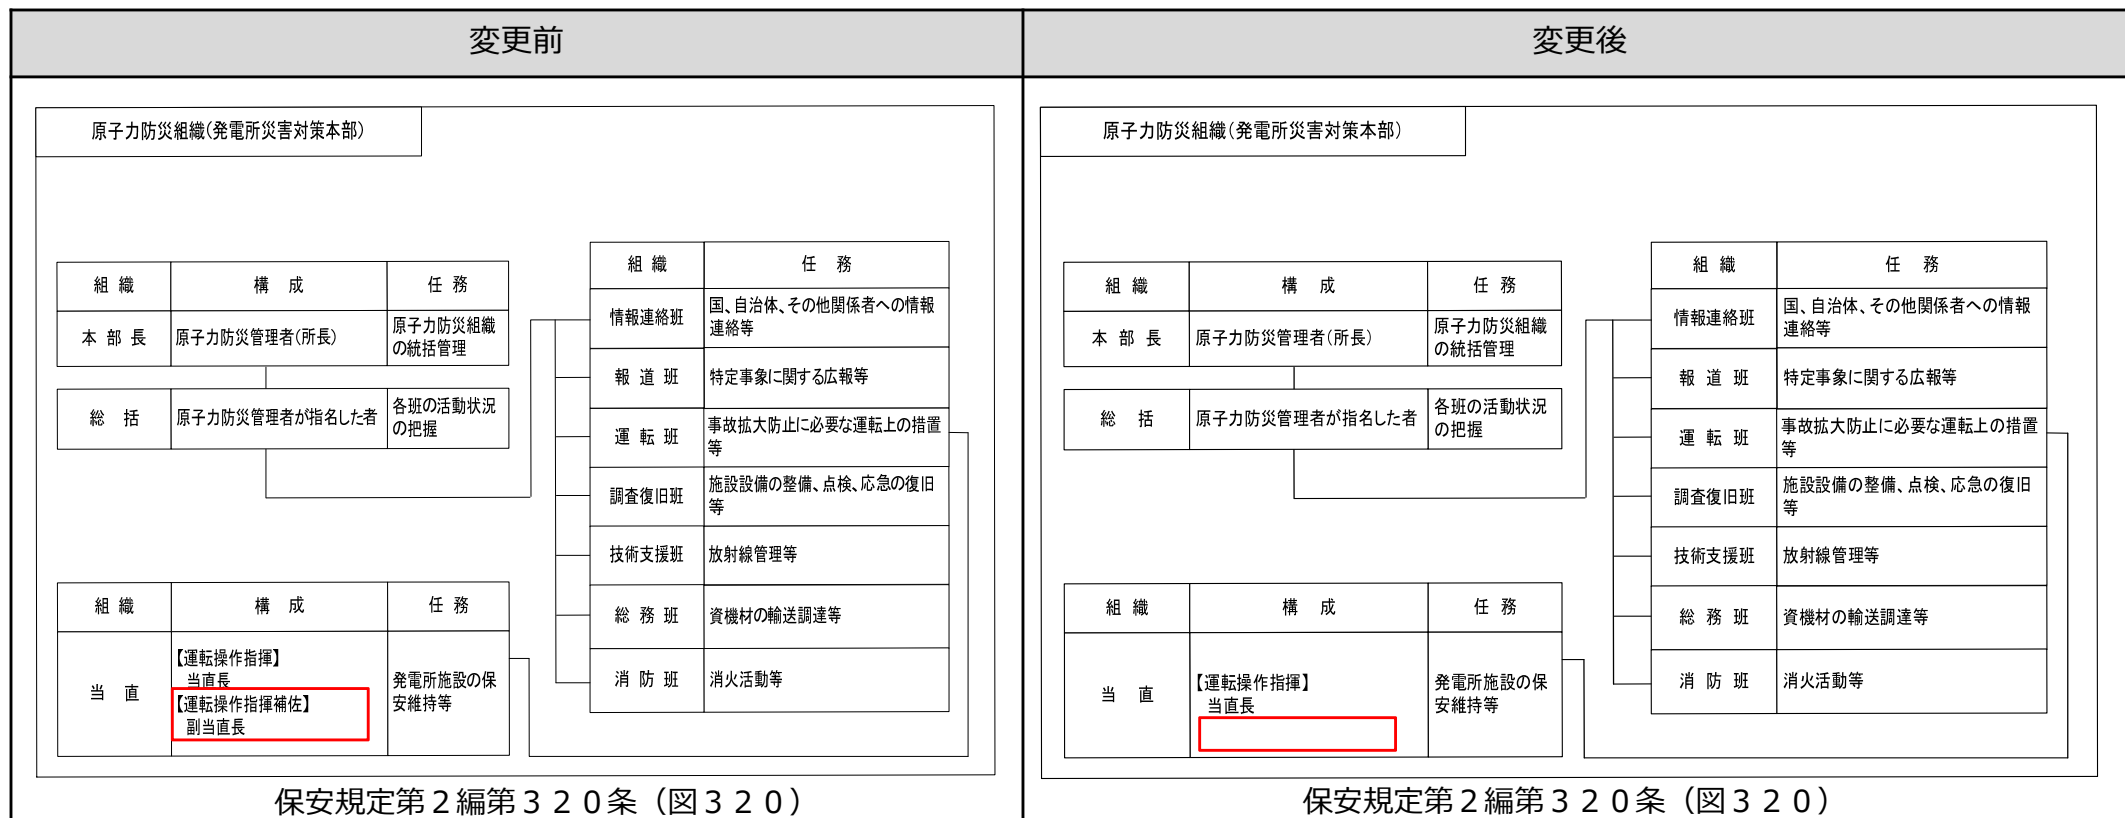 変更前
原子力防災組織(発電所災害対策本部)
組 織
構 成
任 務
本 部 長
原子力防災管理者(所長)
原子力防災組織
の統括管理
総 括
原子力防災管理者が指名した者
各班の活動状況
の把握
組 織
任 務
情報連絡班
国、自治体、その他関係者への情報
連絡等
報 道 班
特定事象に関する広報等
運 転 班
事故拡大防止に必要な運転上の措置
等
調査復旧班
施設設備の整備、点検、応急の復旧
等
技術支援班
放射線管理等
総 務 班
資機材の輸送調達等
消 防 班
消火活動等
組 織
構 成
任 務
当 直
【運転操作指揮】
当直長
【運転操作指揮補佐】
副当直長
発電所施設の保
安維持等
保安規定第2編第320条(図320)
変更後
原子力防災組織(発電所災害対策本部)
組 織
構 成
任 務
本 部 長
原子力防災管理者(所長)
原子力防災組織
の統括管理
総 括
原子力防災管理者が指名した者
各班の活動状況
の把握
組 織
任 務
情報連絡班
国、自治体、その他関係者への情報
連絡等
報 道 班
特定事象に関する広報等
運 転 班
事故拡大防止に必要な運転上の措置
等
調査復旧班
施設設備の整備、点検、応急の復旧
等
技術支援班
放射線管理等
総 務 班
資機材の輸送調達等
消 防 班
消火活動等
組 織
構 成
任 務
当 直
【運転操作指揮】
当直長
発電所施設の保
安維持等
保安規定第2編第320条(図320)